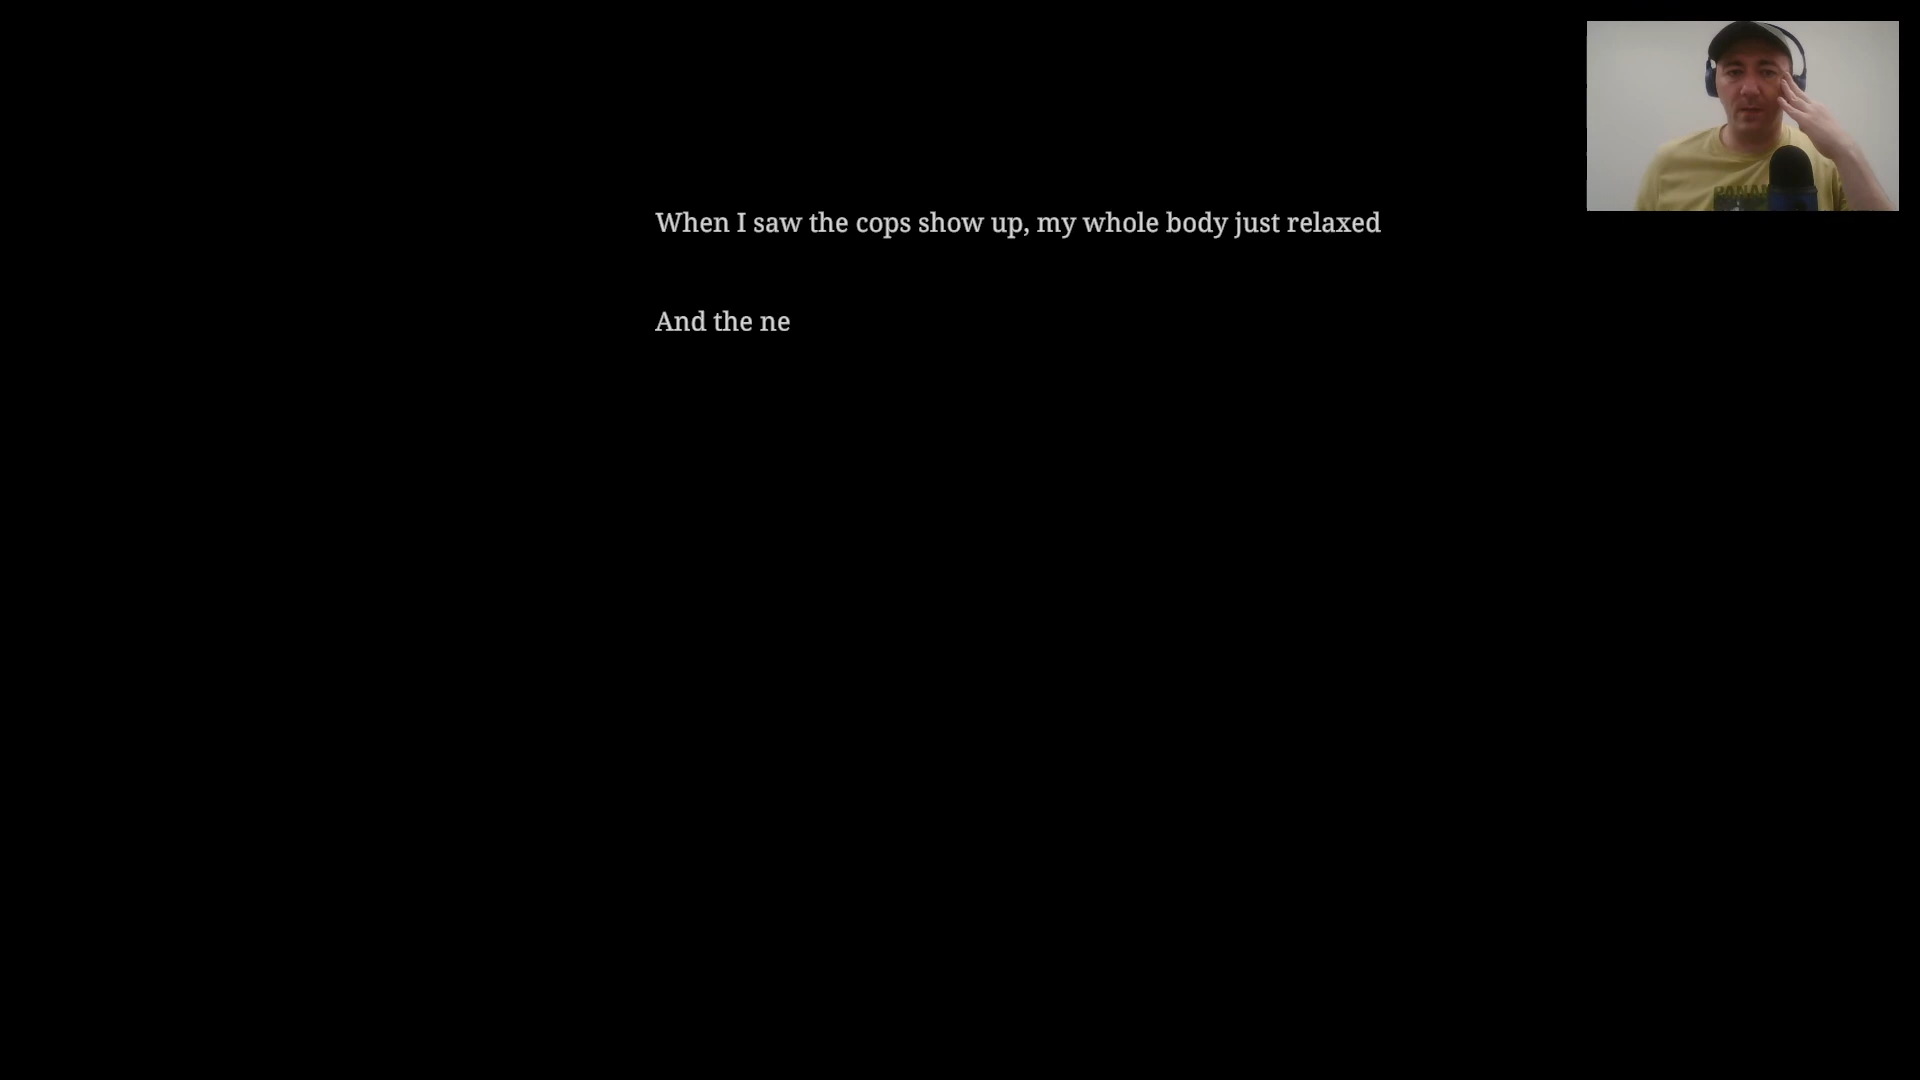 When I saw the cops show up, my whole body just relaxed
And the ne